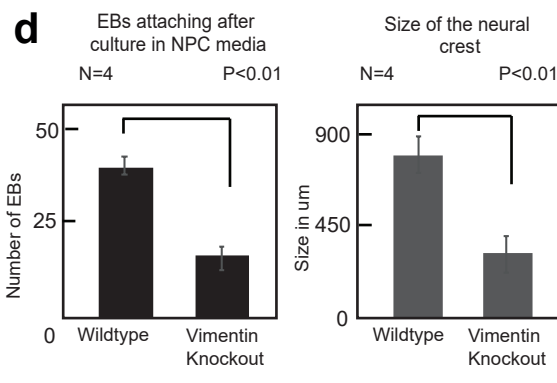 d
EBs attaching after
culture in NPC media
N=4 P<0.01
50
25
0
Number of EBs
Wildtype
Vimentin
Knockout
Size of the neural
crest
N=4 P<0.01
900
450
0
Size in um
Wildtype
Vimentin
Knockout